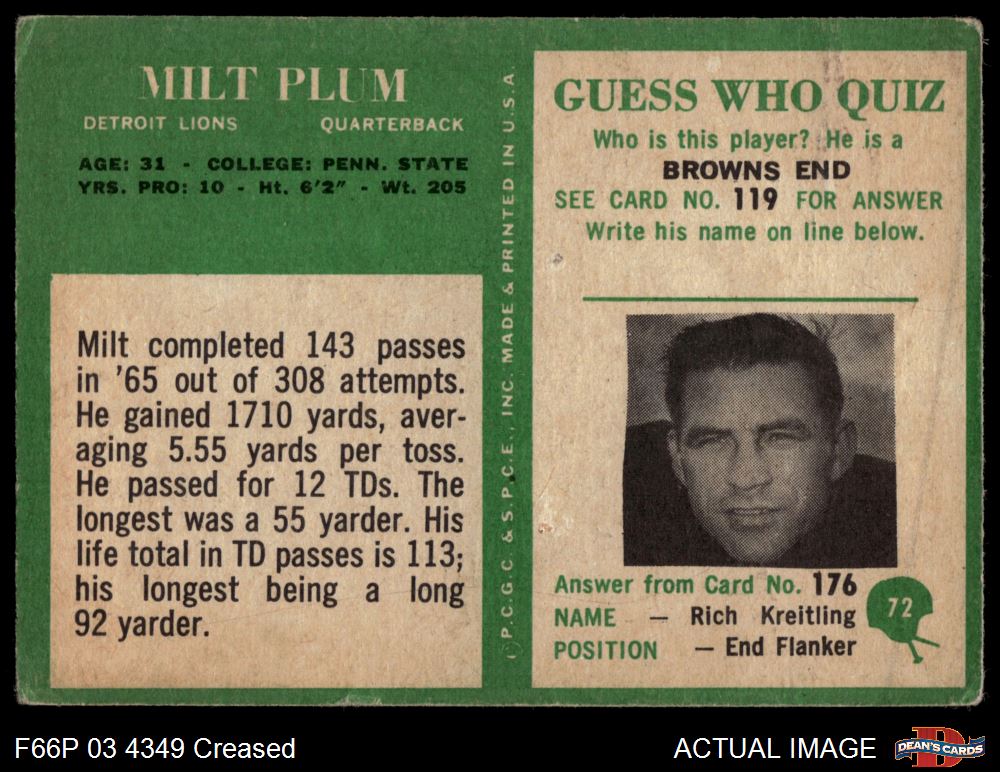 MILT PLUM
DETROIT LIONS QUARTERBACK
AGE: 31 - COLLEGE: PENN. STATE
YRS. PRO: 10 - Ht. 6'2" - Wt. 205
Milt completed 143 passes
in '65 out of 308 attempts.
He gained 1710 yards, aver-
aging 5.55 yards per toss.
He passed for 12 TDs. The
longest was a 55 yarder. His
life total in TD passes is 113;
his longest being a long
92 yarder.
© P.C.G.C. & S.P.C.E., INC. MADE & PRINTED IN U.S.A
GUESS WHO QUIZ
Who is this player? He is a
BROWNS END
SEE CARD NO. 119 FOR ANSWER
Write his name on line below.
Answer from Card No. 176
NAME — Rich Kreitling
POSITION — End Flanker
72
F66P 03 4349 Creased
ACTUAL IMAGE
D
DEAN'S CARDS